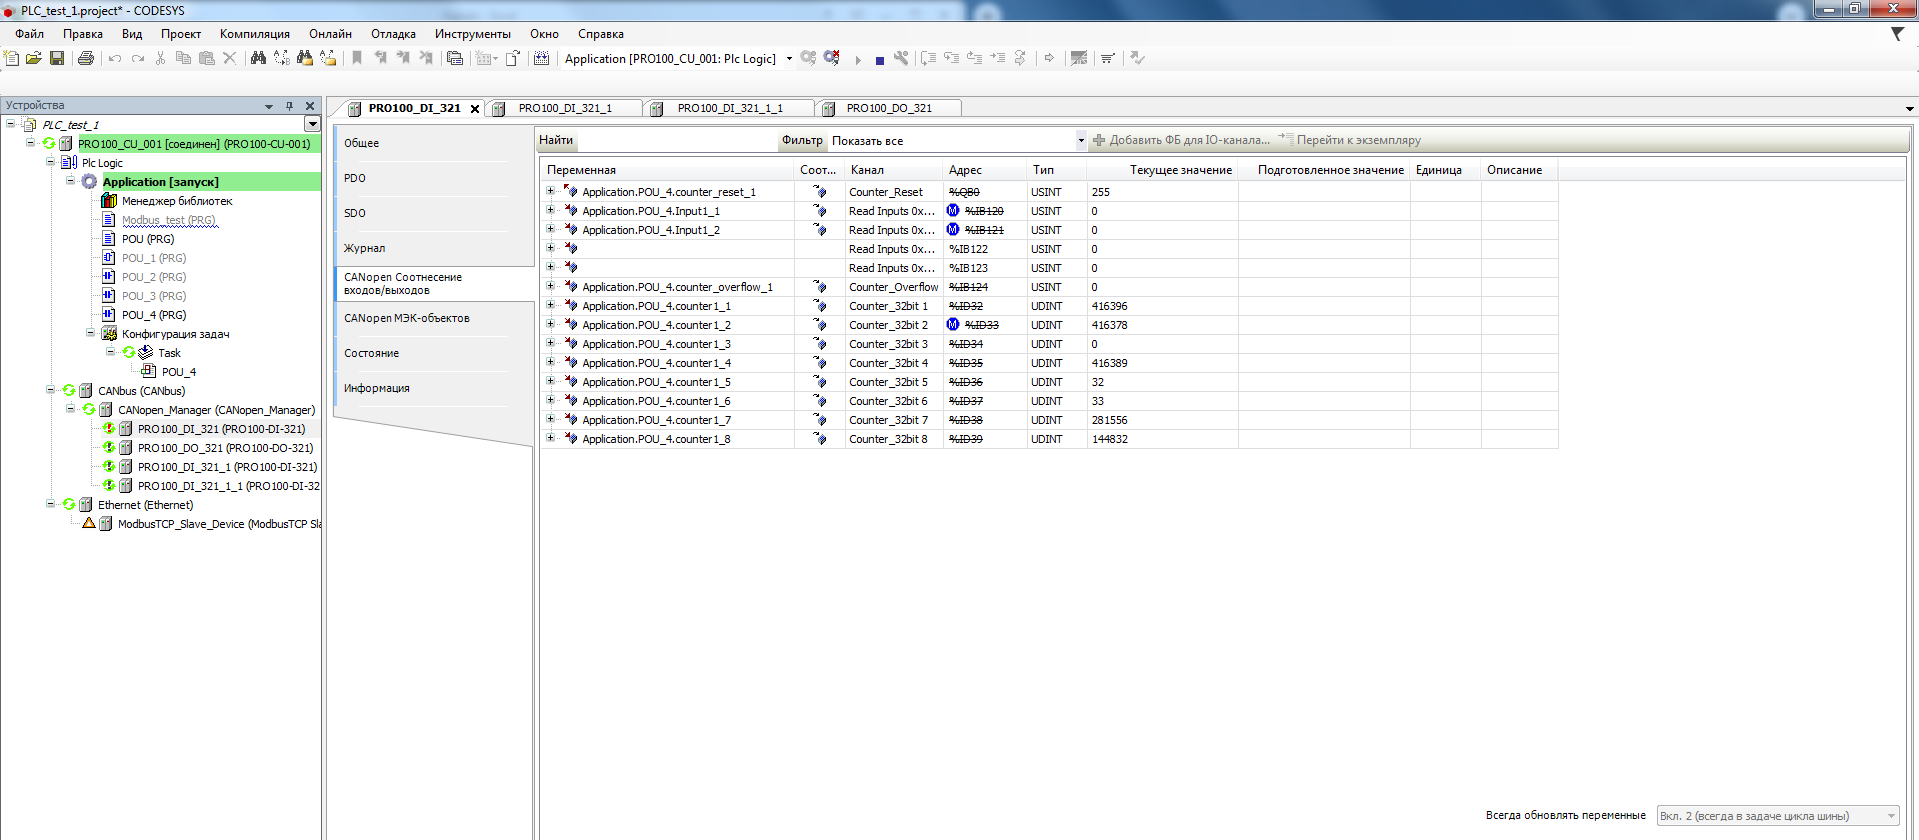 PLC_test_1.project* - CODESYS
Файл Правка Вид Проект Компиляция Онлайн Отладка Инструменты Окно Справка
Application [PRO100_CU_001: Plc Logic]
Устройства
PLC_test_1
PRO100_CU_001 [соединен] (PRO100-CU-001)
Plc Logic
Application [запуск]
Менеджер библиотек
Modbus_test (PRG)
POU (PRG)
POU_1 (PRG)
POU_2 (PRG)
POU_3 (PRG)
POU_4 (PRG)
Конфигурация задач
Task
POU_4
CANbus (CANbus)
CANopen_Manager (CANopen_Manager)
PRO100_DI_321 (PRO100-DI-321)
PRO100_DO_321 (PRO100-DO-321)
PRO100_DI_321_1 (PRO100-DI-321)
PRO100_DI_321_1_1 (PRO100-DI-32
Ethernet (Ethernet)
ModbusTCP_Slave_Device (ModbusTCP Sla
PRO100_DI_321 PRO100_DI_321_1 PRO100_DI_321_1_1 PRO100_DO_321
Общее
PDO
SDO
Журнал
CANopen Соотнесение
входов/выходов
CANopen МЭК-объектов
Состояние
Информация
Найти Фильтр Показать все Добавить ФБ для IO-канала... Перейти к экземпляру
Переменная Соот... Канал Адрес Тип Текущее значение Подготовленное значение Единица Описание
Application.POU_4.counter_reset_1 Counter_Reset %QB0 USINT 255
Application.POU_4.Input1_1 Read Inputs 0x... M %IB120 USINT 0
Application.POU_4.Input1_2 Read Inputs 0x... M %IB121 USINT 0
Read Inputs 0x... %IB122 USINT 0
Read Inputs 0x... %IB123 USINT 0
Application.POU_4.counter_overflow_1 Counter_Overflow %IB124 USINT 0
Application.POU_4.counter1_1 Counter_32bit 1 %ID32 UDINT 416396
Application.POU_4.counter1_2 Counter_32bit 2 M %ID33 UDINT 416378
Application.POU_4.counter1_3 Counter_32bit 3 %ID34 UDINT 0
Application.POU_4.counter1_4 Counter_32bit 4 %ID35 UDINT 416389
Application.POU_4.counter1_5 Counter_32bit 5 %ID36 UDINT 32
Application.POU_4.counter1_6 Counter_32bit 6 %ID37 UDINT 33
Application.POU_4.counter1_7 Counter_32bit 7 %ID38 UDINT 281556
Application.POU_4.counter1_8 Counter_32bit 8 %ID39 UDINT 144832
Всегда обновлять переменные Вкл. 2 (всегда в задаче цикла шины)